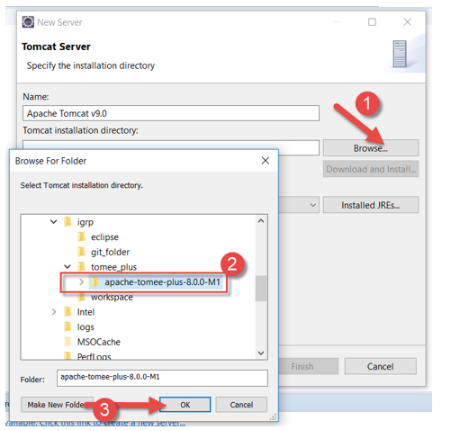 New Server
Tomcat Server
Specify the installation directory
Name:
Apache Tomcat v9.0
Tomcat installation directory:
1
Browse...
Download and Install...
Installed JREs...
Browse For Folder
Select Tomcat installation directory.
igrp
eclipse
git_folder
tomee_plus
2
apache-tomee-plus-8.0.0-M1
workspace
Intel
logs
MSOCache
PerfLogs
Folder:
apache-tomee-plus-8.0.0-M1
Make New Folder
3
OK
Cancel
Finish
Cancel
available. Click this link to create a new server...